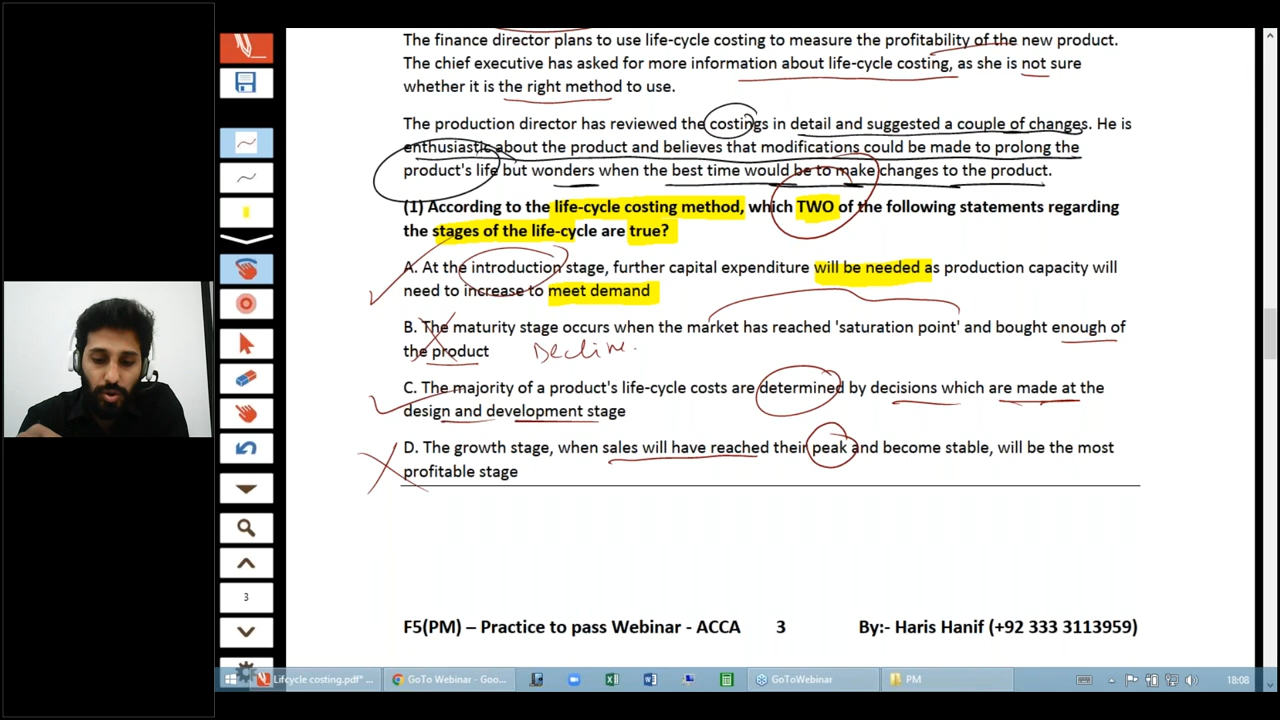 The finance director plans to use life-cycle costing to measure the profitability of the new product.
The chief executive has asked for more information about life-cycle costing, as she is not sure
whether it is the right method to use.
The production director has reviewed the costings in detail and suggested a couple of changes. He is
enthusiastic about the product and believes that modifications could be made to prolong the
product's life but wonders when the best time would be to make changes to the product.
(1) According to the life-cycle costing method, which TWO of the following statements regarding
the stages of the life-cycle are true?
A. At the introduction stage, further capital expenditure will be needed as production capacity will
need to increase to meet demand
B. The maturity stage occurs when the market has reached 'saturation point' and bought enough of
the product Decline.
C. The majority of a product's life-cycle costs are determined by decisions which are made at the
design and development stage
D. The growth stage, when sales will have reached their peak and become stable, will be the most
profitable stage
3
F5(PM) – Practice to pass Webinar - ACCA 3 By:- Haris Hanif (+92 333 3113959)
Lifcycle costing.pdf* ... GoTo Webinar - Goo... GoToWebinar PM 18:08